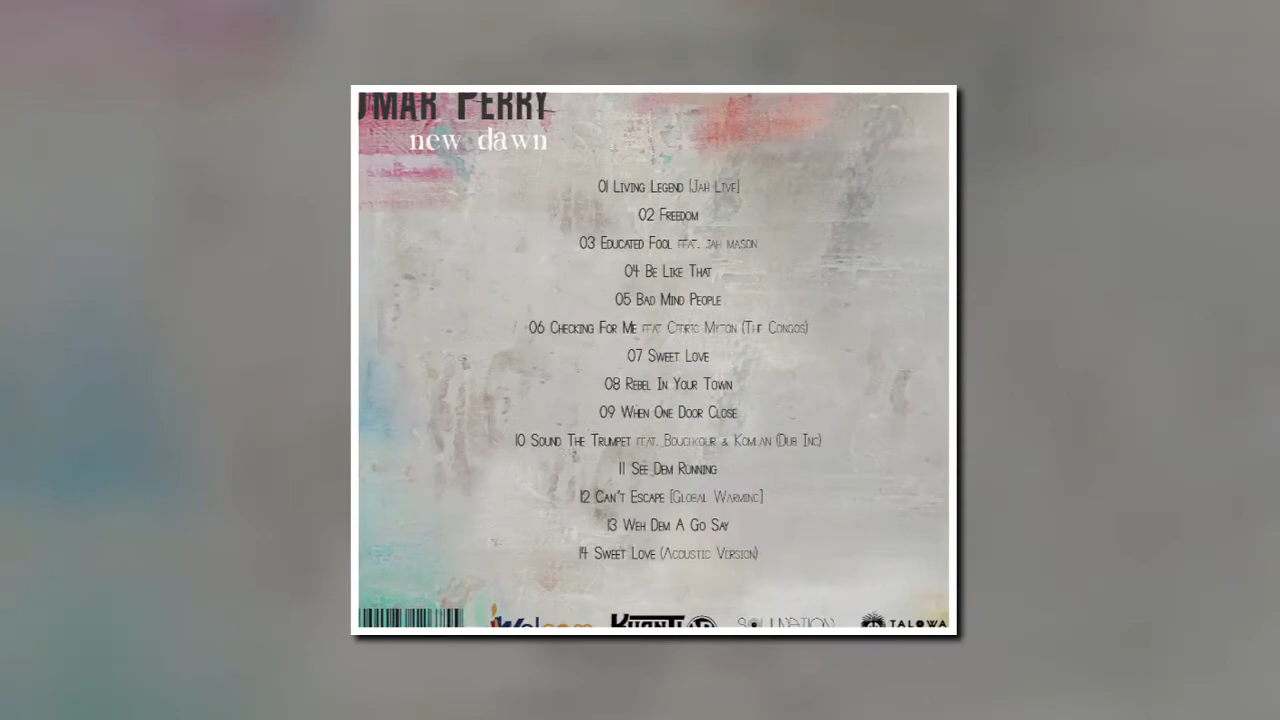 OMAR PERRY
new dawn
01 Living Legend [Jah Live]
02 Freedom
03 Educated Fool feat. Jah Mason
04 Be Like That
05 Bad Mind People
06 Checking For Me feat Cedric Myton (The Congos)
07 Sweet Love
08 Rebel In Your Town
09 When One Door Close
10 Sound The Trumpet feat. Bouchkour & Komlan (Dub Inc)
11 See Dem Running
12 Can't Escape [Global Warming]
13 Weh Dem A Go Say
14 Sweet Love (Acoustic Version)
SOULNATION TALOWA